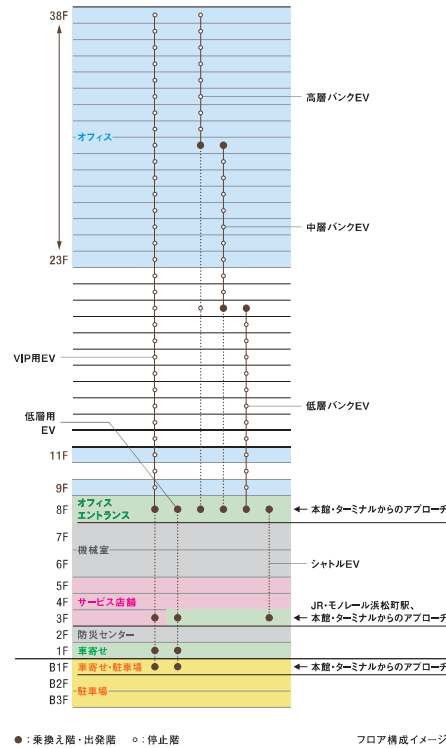 38F
高層バンクEV
オフィス
中層バンクEV
23F
VIP用EV
低層用
EV
低層バンクEV
11F
9F
オフィス
エントランス
8F
←本館・ターミナルからのアプローチ
7F
機械室
6F
シャトルEV
5F
4F
サービス店舗
JR・モノレール浜松町駅、
3F
←本館・ターミナルからのアプローチ
2F
防災センター
1F
車寄せ
B1F
車寄せ・駐車場
←本館・ターミナルからのアプローチ
B2F
駐車場
B3F
●:乗換え階・出発階 ○:停止階
フロア構成イメージ